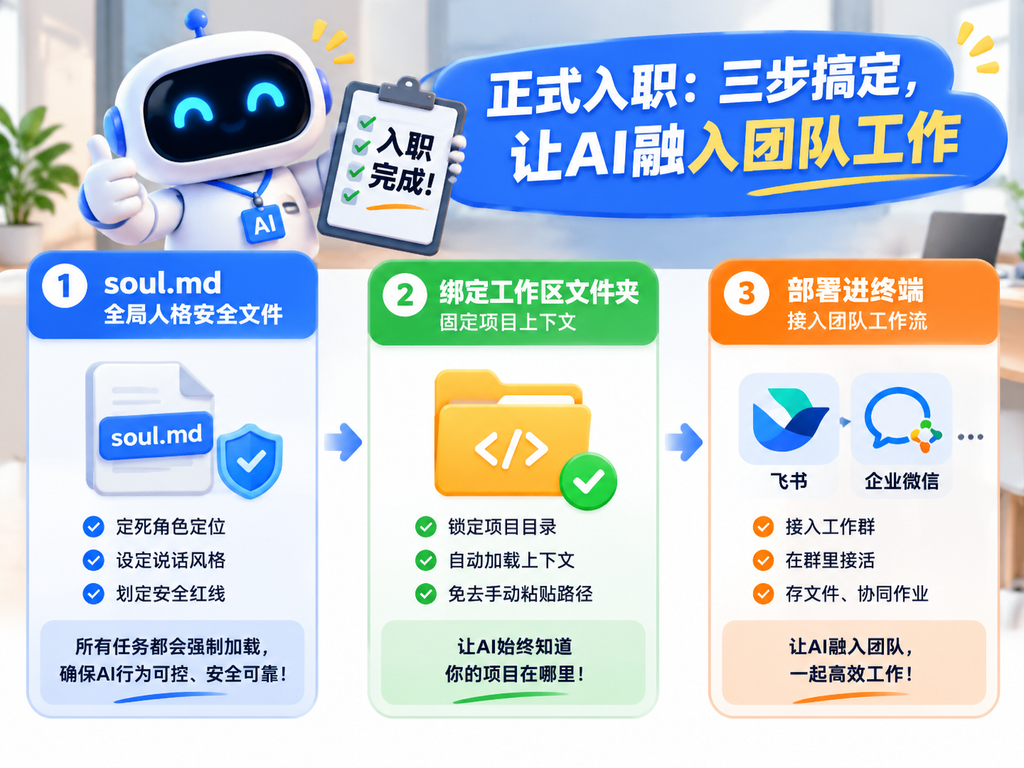 正式入职：三步搞定，
让AI融入团队工作
入职
完成！
AI
1
soul.md
全局人格安全文件
soul.md
定死角色定位
设定说话风格
划定安全红线
所有任务都会强制加载，
确保AI行为可控、安全可靠！
2
绑定工作区文件夹
固定项目上下文
</>
锁定项目目录
自动加载上下文
免去手动粘贴路径
让AI始终知道
你的项目在哪里！
3
部署进终端
接入团队工作流
飞书
企业微信
接入工作群
在群里接活
存文件、协同作业
让AI融入团队，
一起高效工作！